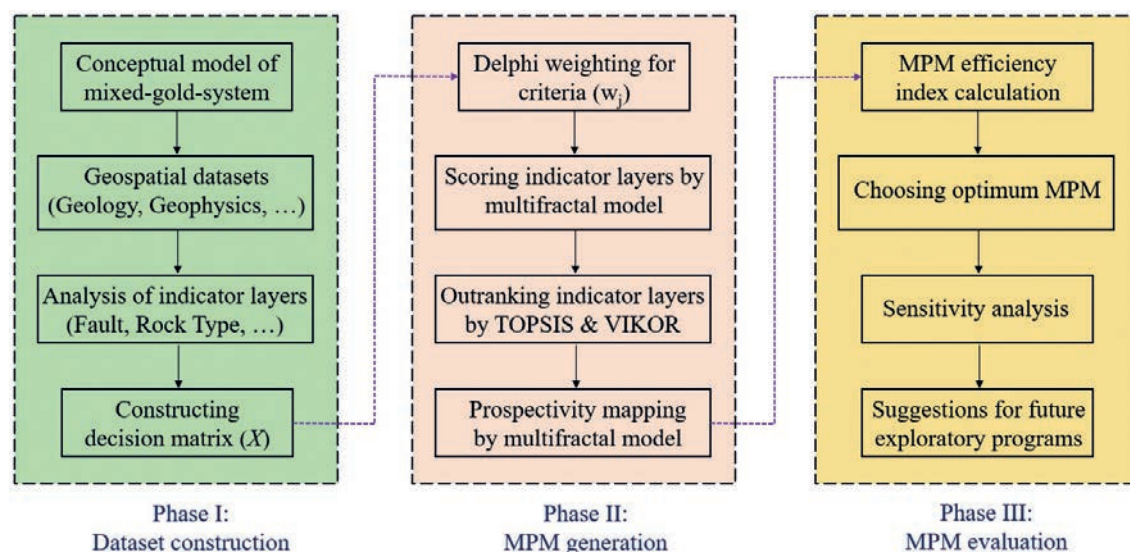 Conceptual model of
mixed-gold-system
Geospatial datasets
(Geology, Geophysics, …)
Analysis of indicator layers
(Fault, Rock Type, …)
Constructing
decision matrix (X)
Phase I:
Dataset construction
Delphi weighting for
criteria (wj)
Scoring indicator layers by
multifractal model
Outranking indicator layers
by TOPSIS & VIKOR
Prospectivity mapping
by multifractal model
Phase II:
MPM generation
MPM efficiency
index calculation
Choosing optimum MPM
Sensitivity analysis
Suggestions for future
exploratory programs
Phase III:
MPM evaluation